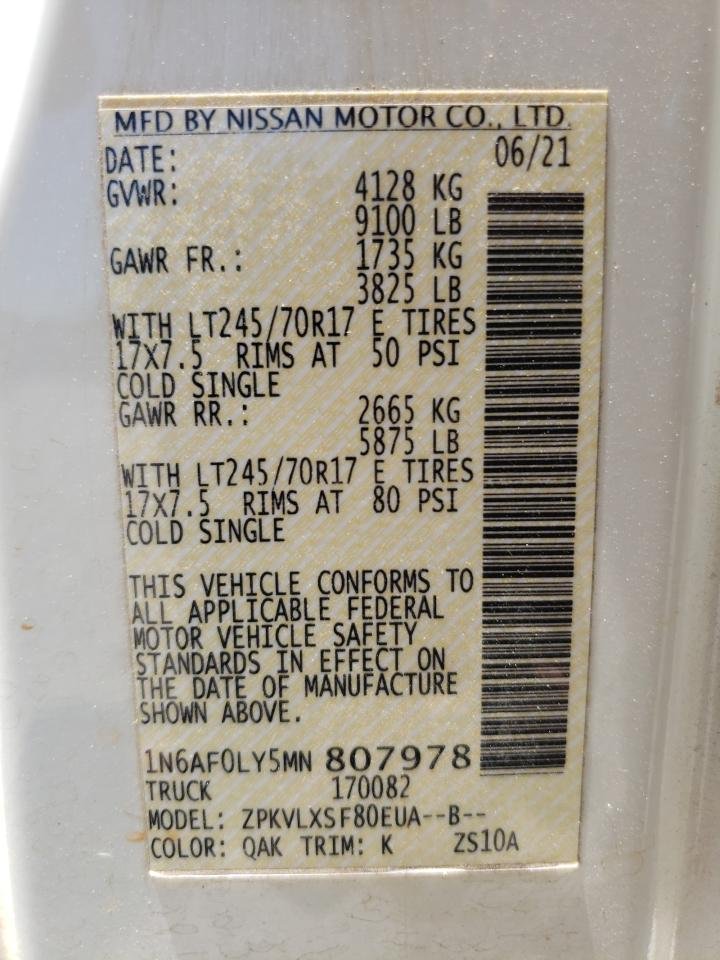 MFD BY NISSAN MOTOR CO., LTD.
DATE: 06/21
GVWR: 4128 KG
9100 LB
GAWR FR.: 1735 KG
3825 LB
WITH LT245/70R17 E TIRES
17X7.5 RIMS AT 50 PSI
COLD SINGLE
GAWR RR.: 2665 KG
5875 LB
WITH LT245/70R17 E TIRES
17X7.5 RIMS AT 80 PSI
COLD SINGLE
THIS VEHICLE CONFORMS TO
ALL APPLICABLE FEDERAL
MOTOR VEHICLE SAFETY
STANDARDS IN EFFECT ON
THE DATE OF MANUFACTURE
SHOWN ABOVE.
1N6AF0LY5MN 807978
TRUCK 170082
MODEL: ZPKVLXSF80EUA--B--
COLOR: QAK TRIM: K ZS10A